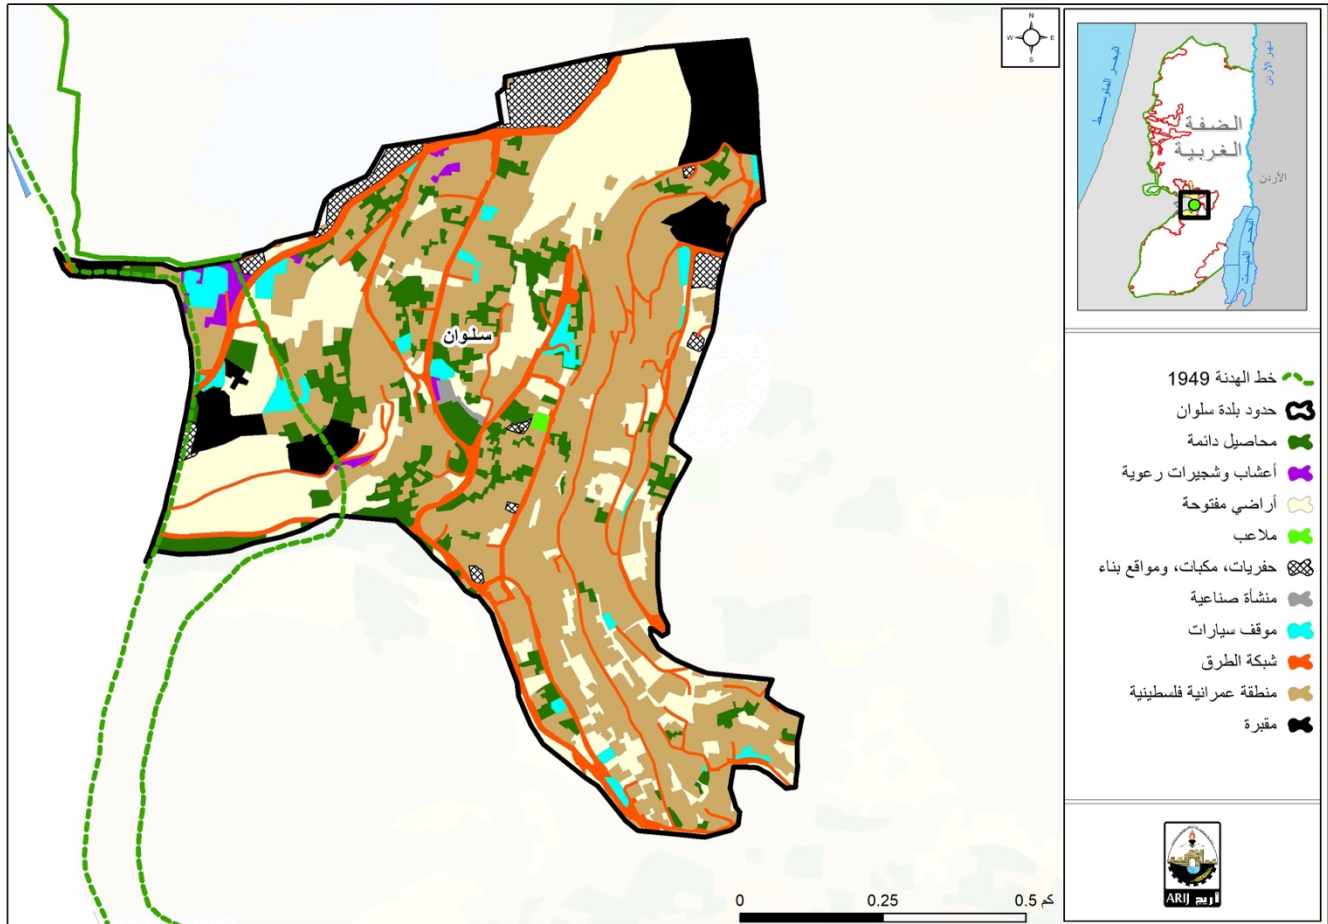 N
W E
S
سلوان
0 0.25 0.5 كم
البحر المتوسط
نهر الأردن
الضفة
الغربية
الأردن
البحر الميت
خط الهدنة 1949
حدود بلدة سلوان
محاصيل دائمة
أعشاب وشجيرات رعوية
أراضي مفتوحة
ملاعب
حفريات، مكبات، ومواقع بناء
منشأة صناعية
موقف سيارات
شبكة الطرق
منطقة عمرانية فلسطينية
مقبرة
ARIJ أريج